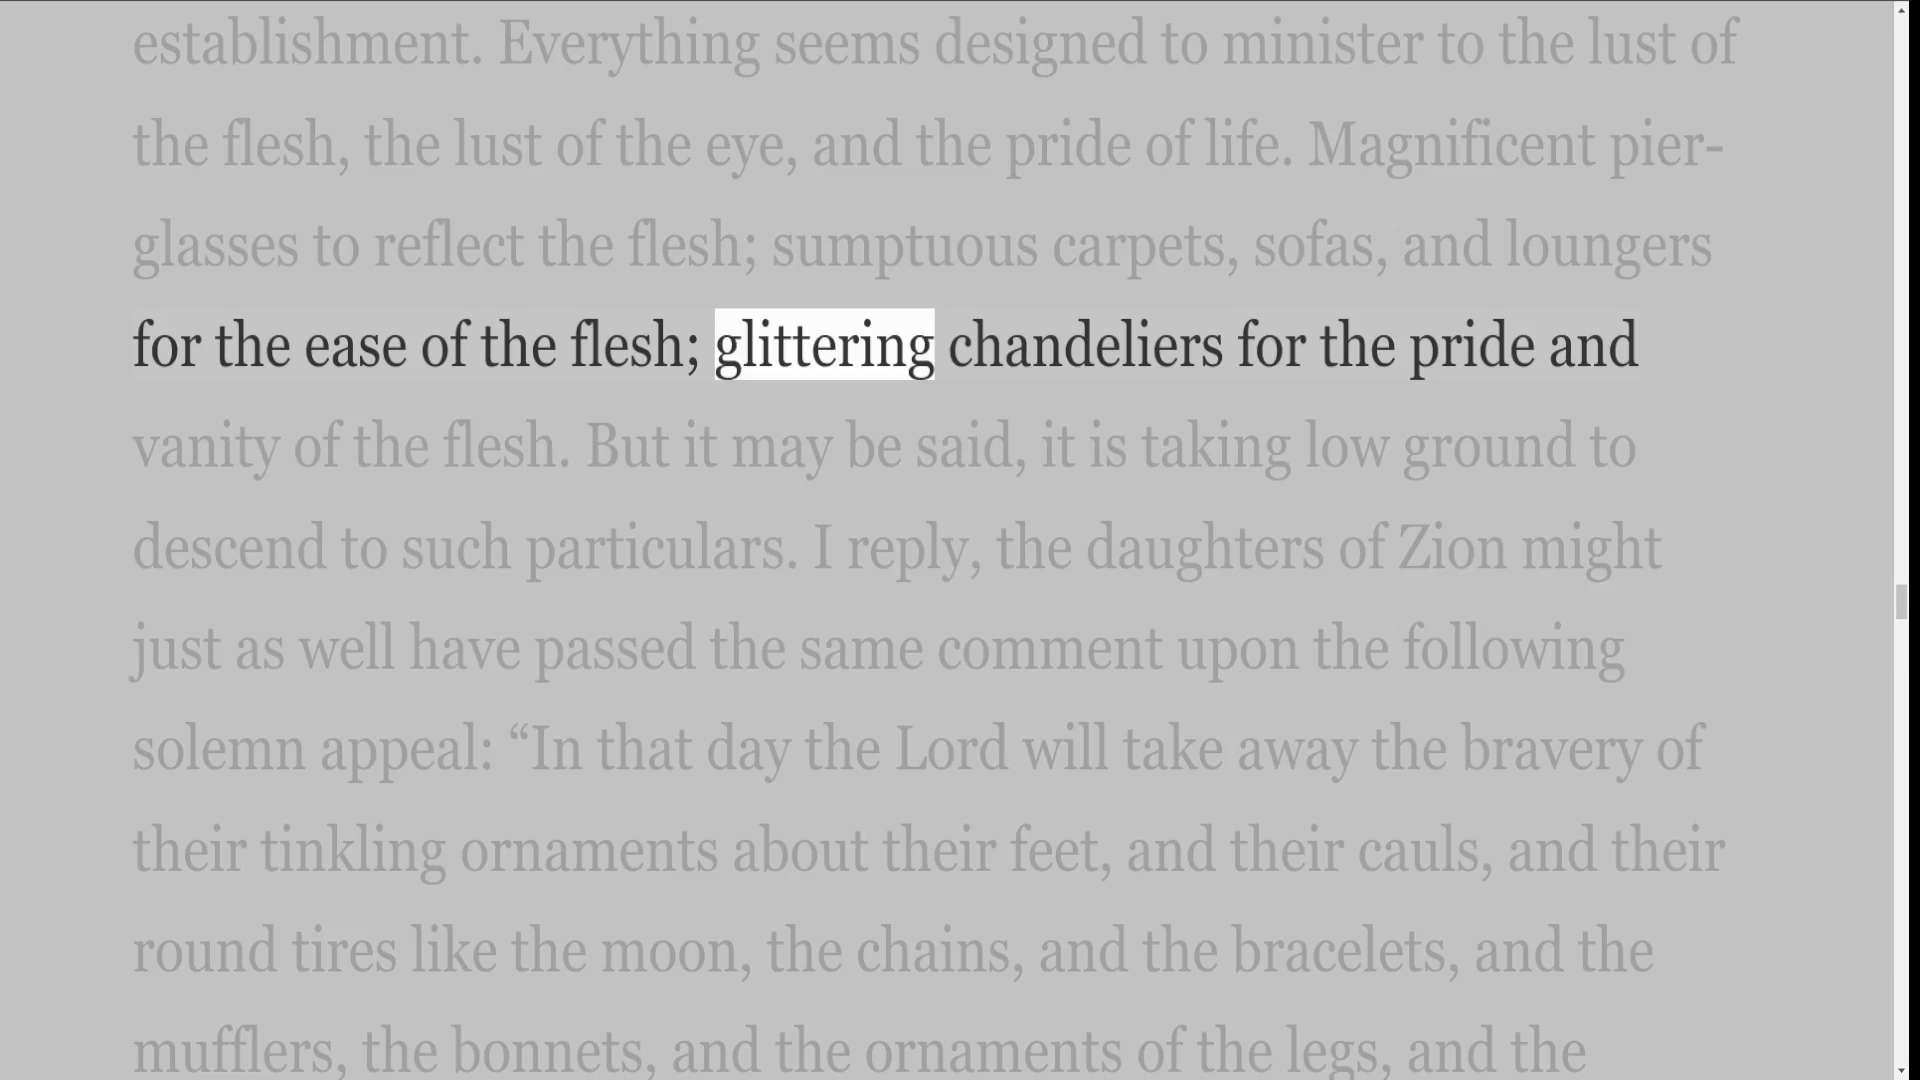 establishment. Everything seems designed to minister to the lust of
the flesh, the lust of the eye, and the pride of life. Magnificent pier-
glasses to reflect the flesh; sumptuous carpets, sofas, and loungers
for the ease of the flesh; glittering chandeliers for the pride and
vanity of the flesh. But it may be said, it is taking low ground to
descend to such particulars. I reply, the daughters of Zion might
just as well have passed the same comment upon the following
solemn appeal: “In that day the Lord will take away the bravery of
their tinkling ornaments about their feet, and their cauls, and their
round tires like the moon, the chains, and the bracelets, and the
mufflers, the bonnets, and the ornaments of the legs, and the